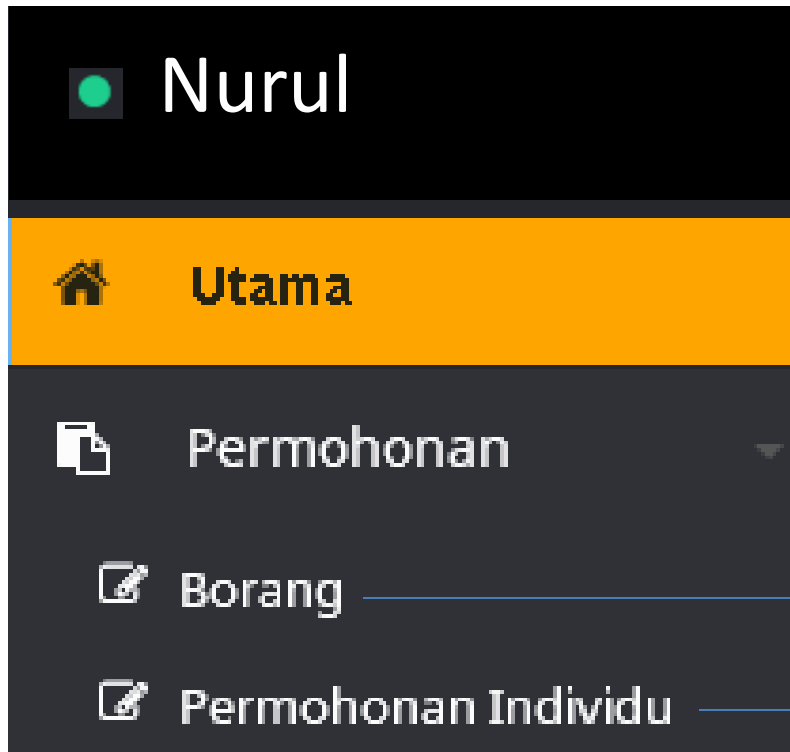 Nurul
Utama
Permohonan
Borang
Permohonan Individu